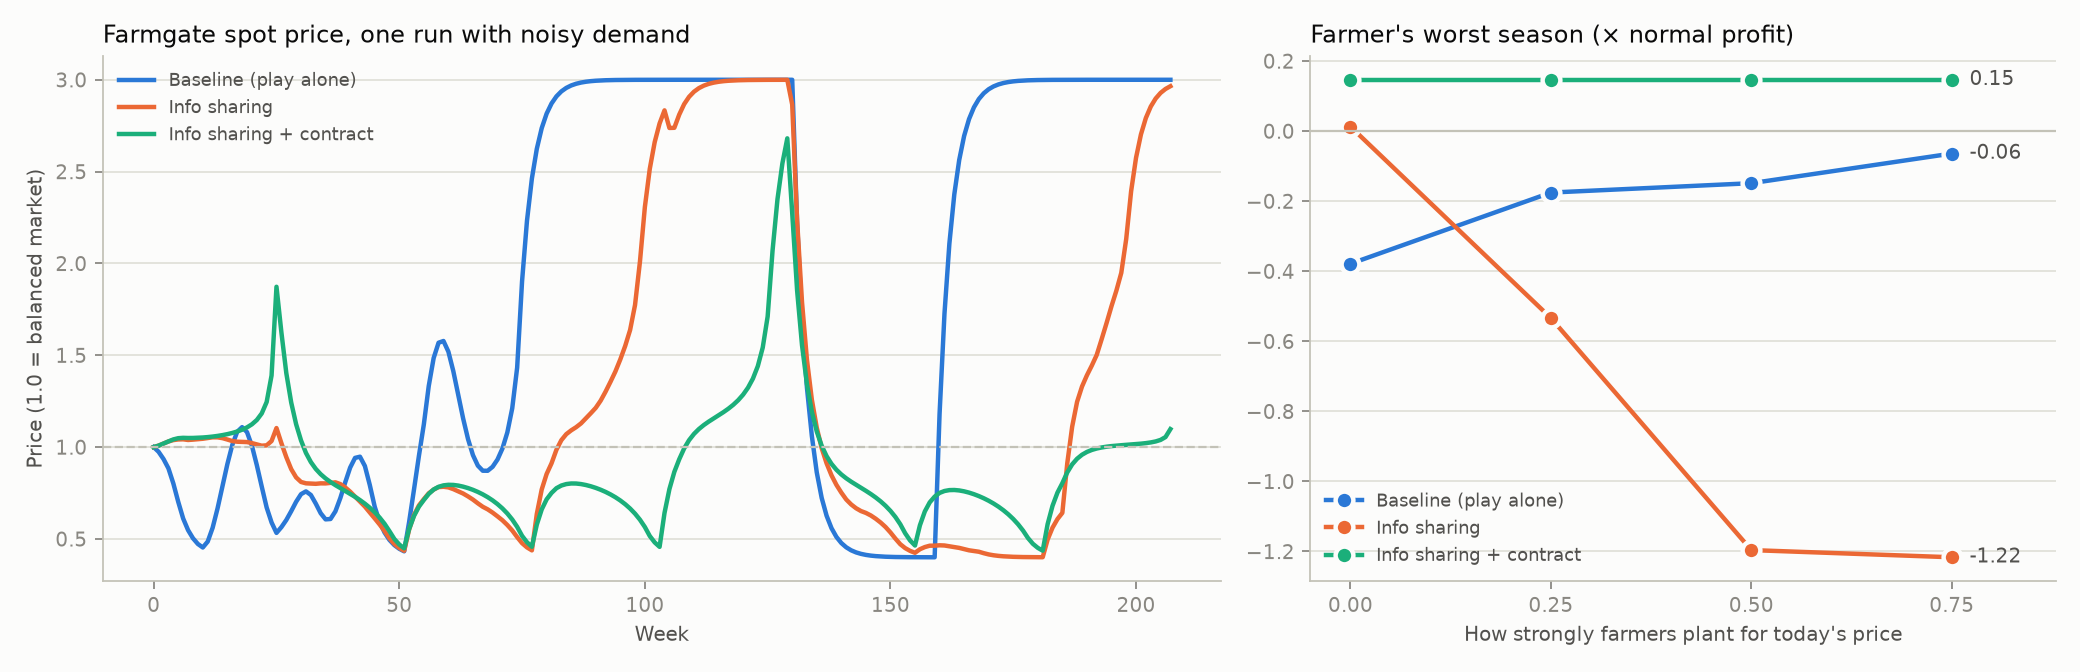 Farmgate spot price, one run with noisy demand
Price (1.0 = balanced market)
3.0
2.5
2.0
1.5
1.0
0.5
Baseline (play alone)
Info sharing
Info sharing + contract
0
50
100
150
200
Week
Farmer's worst season (× normal profit)
0.2
0.0
−0.2
−0.4
−0.6
−0.8
−1.0
−1.2
0.15
-0.06
-1.22
Baseline (play alone)
Info sharing
Info sharing + contract
0.00
0.25
0.50
0.75
How strongly farmers plant for today's price